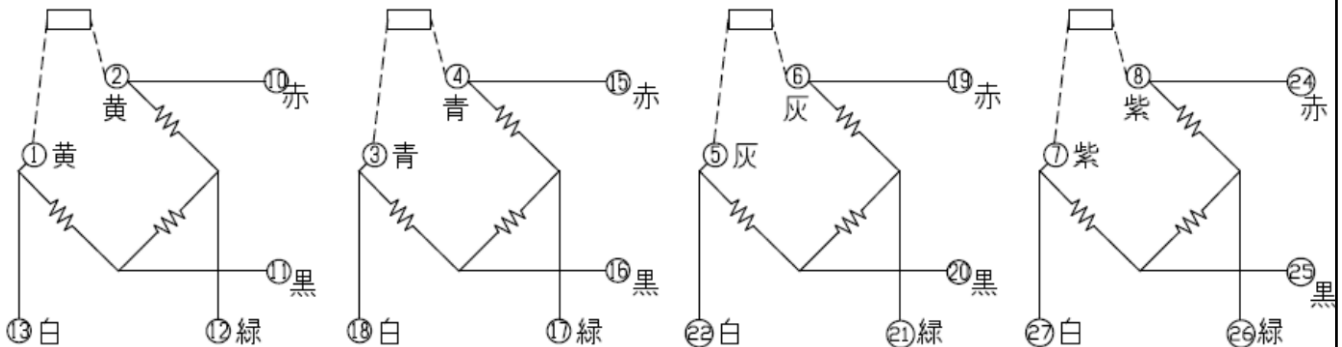 ② ⑩赤 ④ ⑮赤 ⑥ ⑲赤 ⑧ ㉔赤
黄 青 灰 紫
①黄 ③青 ⑤灰 ⑦紫
⑪黒 ⑯黒 ⑳黒 ㉕黒
⑬白 ⑫緑 ⑱白 ⑰緑 ㉒白 ㉑緑 ㉗白 ㉖緑